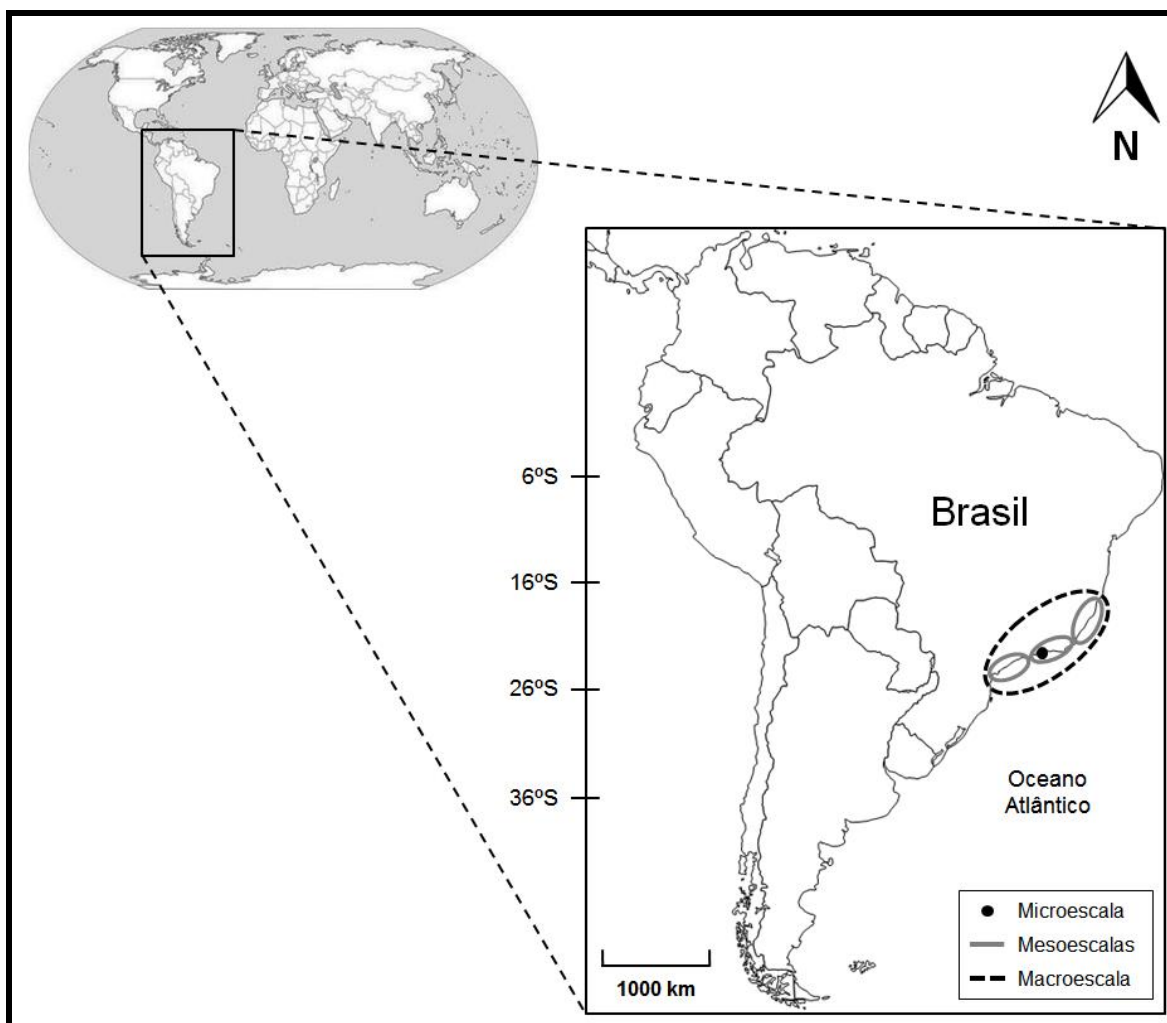 N
6ºS
Brasil
16ºS
26ºS
Oceano
Atlântico
36ºS
Microescala
Mesoescalas
Macroescala
1000 km